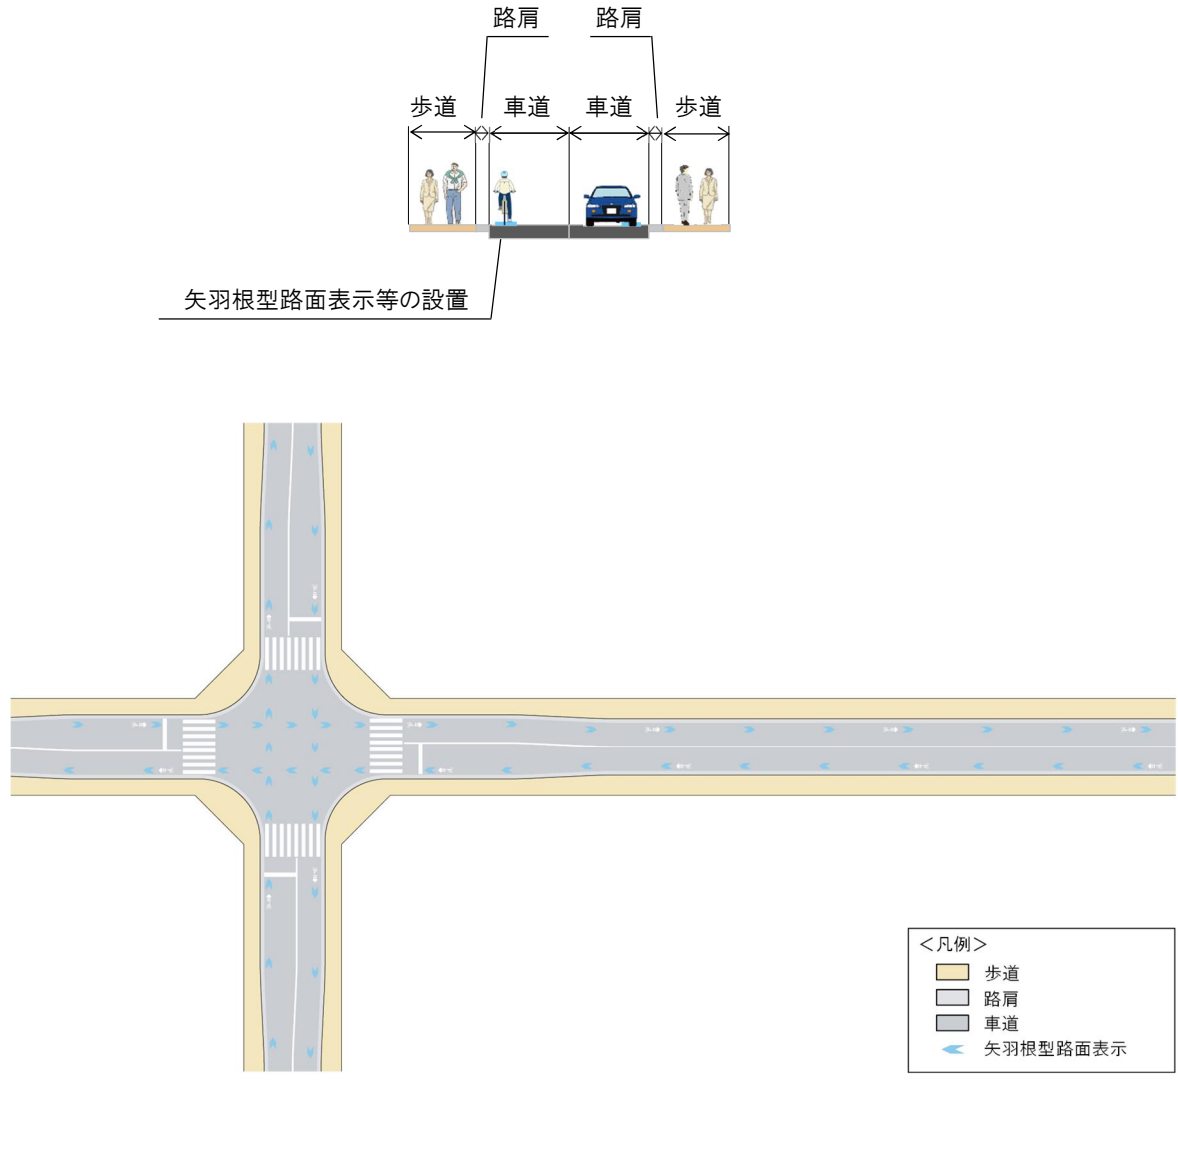 路肩 路肩
歩道 車道 車道 歩道
矢羽根型路面表示等の設置
＜凡例＞
歩道
路肩
車道
矢羽根型路面表示